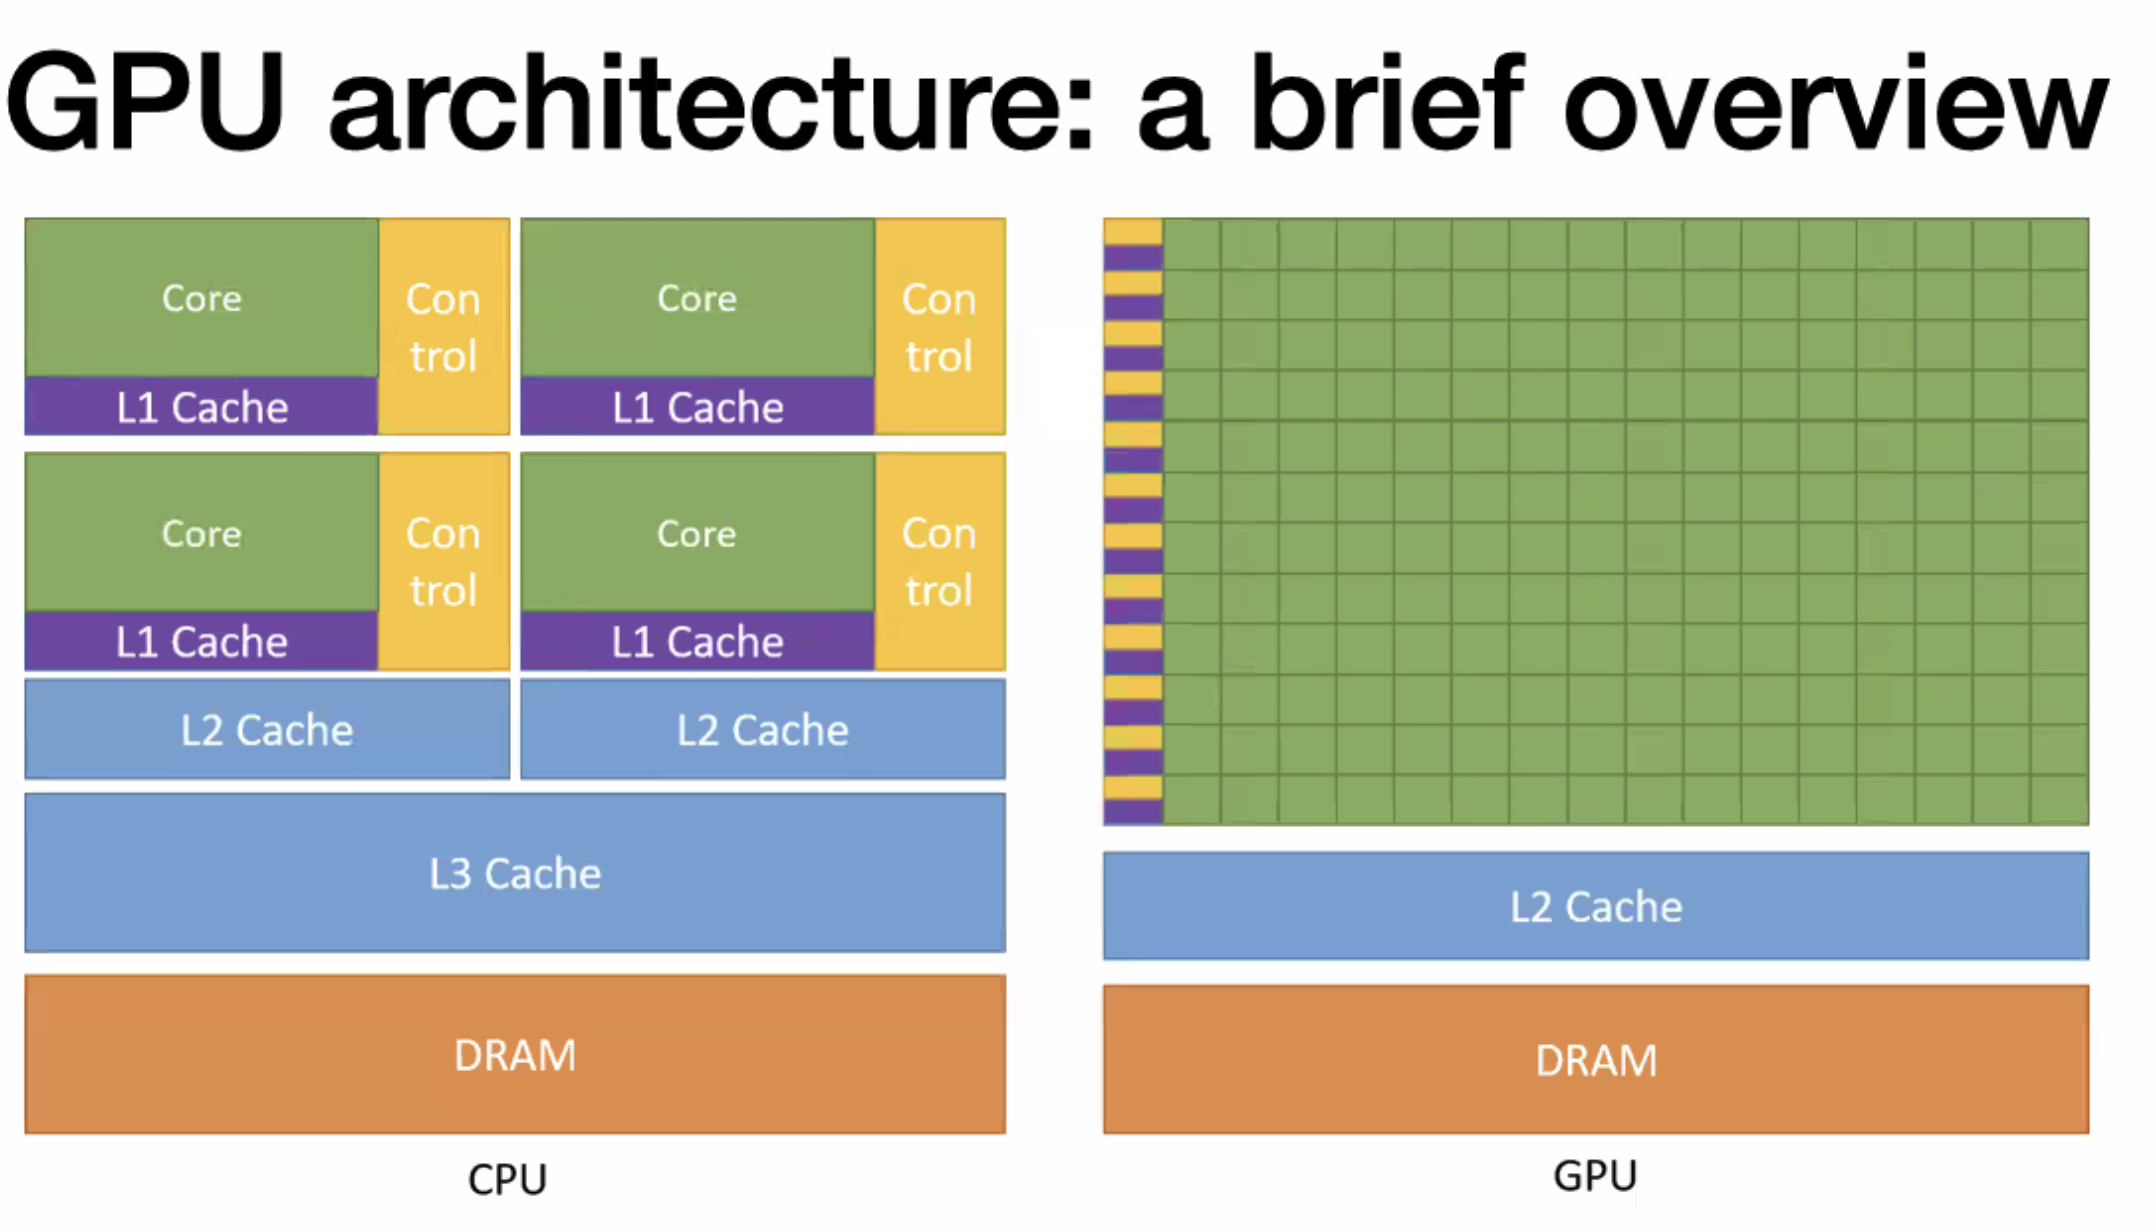 GPU architecture: a brief overview
Core
Con
trol
L1 Cache
Core
Con
trol
L1 Cache
Core
Con
trol
L1 Cache
Core
Con
trol
L1 Cache
L2 Cache
L2 Cache
L3 Cache
DRAM
CPU
L2 Cache
DRAM
GPU